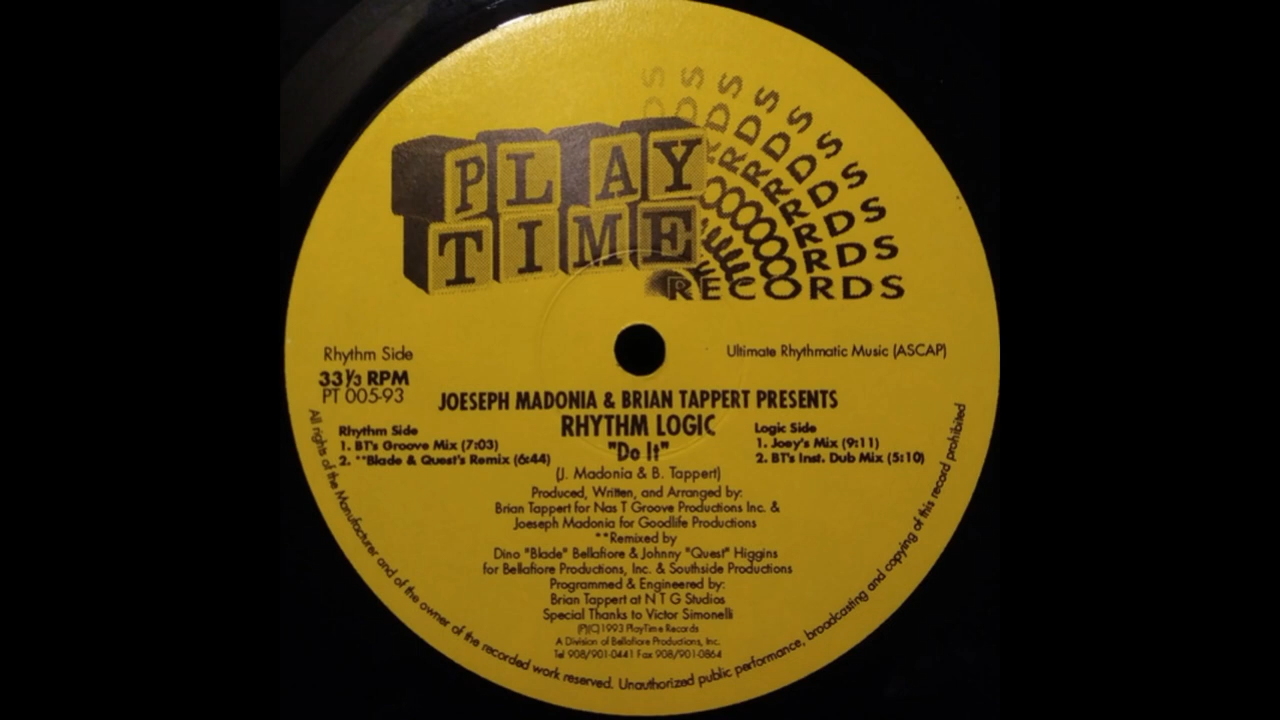 PLAY
TIME
RECORDS
Rhythm Side
33⅓ RPM
PT 005-93
Ultimate Rhythmatic Music (ASCAP)
JOESEPH MADONIA & BRIAN TAPPERT PRESENTS
RHYTHM LOGIC
"Do It"
(J. Madonia & B. Tappert)
Rhythm Side
1. BT's Groove Mix (7:03)
2. **Blade & Quest's Remix (6:44)
Logic Side
1. Joey's Mix (9:11)
2. BT's Inst. Dub Mix (5:10)
Produced, Written, and Arranged by:
Brian Tappert for Nas T Groove Productions Inc. &
Joeseph Madonia for Goodlife Productions
**Remixed by
Dino "Blade" Bellafiore & Johnny "Quest" Higgins
for Bellafiore Productions, Inc. & Southside Productions
Programmed & Engineered by:
Brian Tappert at N T G Studios
Special Thanks to Victor Simonelli
(P)(C) 1993 PlayTime Records
A Division of Bellafiore Productions, Inc.
Tel 908/901-0441 Fax 908/901-0864
All rights of the Manufacturer and of the owner of the recorded work reserved. Unauthorized public performance, broadcasting and copying of this record prohibited